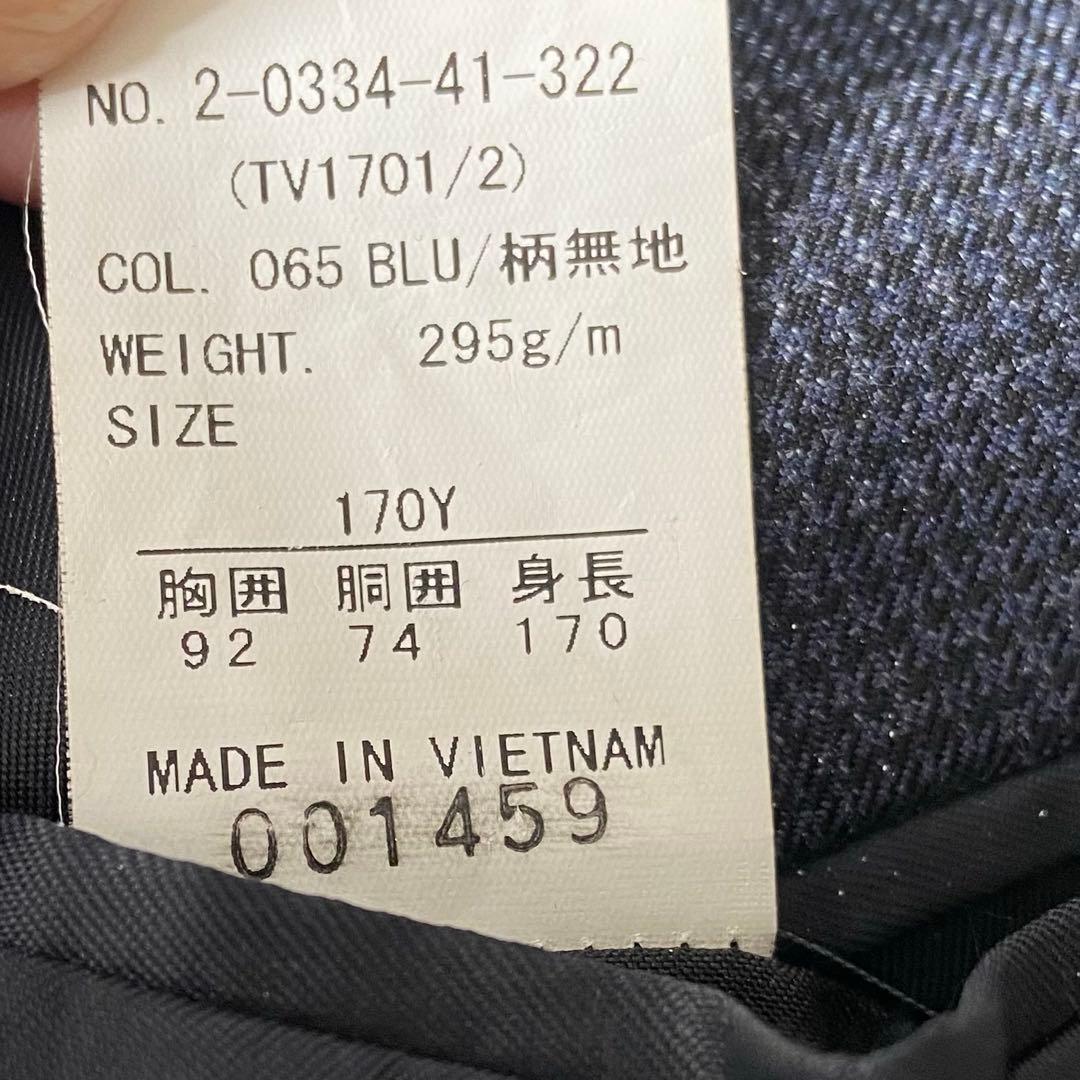 NO. 2-0334-41-322
(TV1701/2)
COL. 065 BLU/柄無地
WEIGHT. 295g/m
SIZE
170Y
胸囲 胴囲 身長
92 74 170
MADE IN VIETNAM
001459